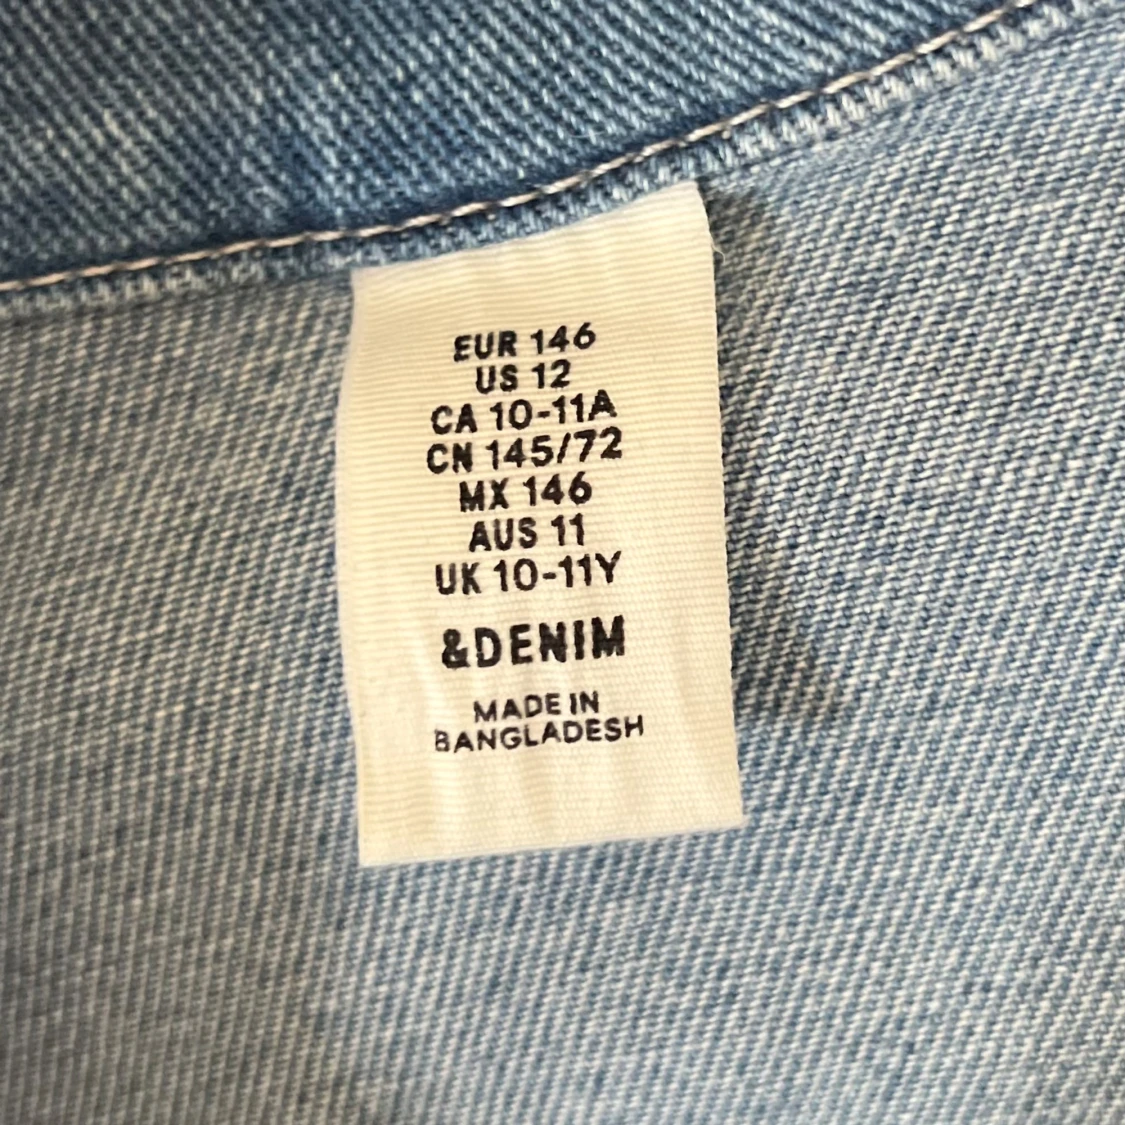 EUR 146
US 12
CA 10-11A
CN 145/72
MX 146
AUS 11
UK 10-11Y
&DENIM
MADE IN
BANGLADESH